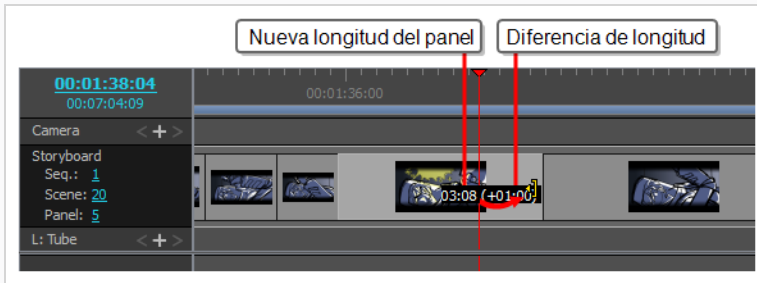 Nueva longitud del panel
Diferencia de longitud
00:01:38:04
00:07:04:09
00:01:36:00
Camera < + >
Storyboard
Seq.: 1
Scene: 20
Panel: 5
03:08 (+01:00)
L: Tube < + >